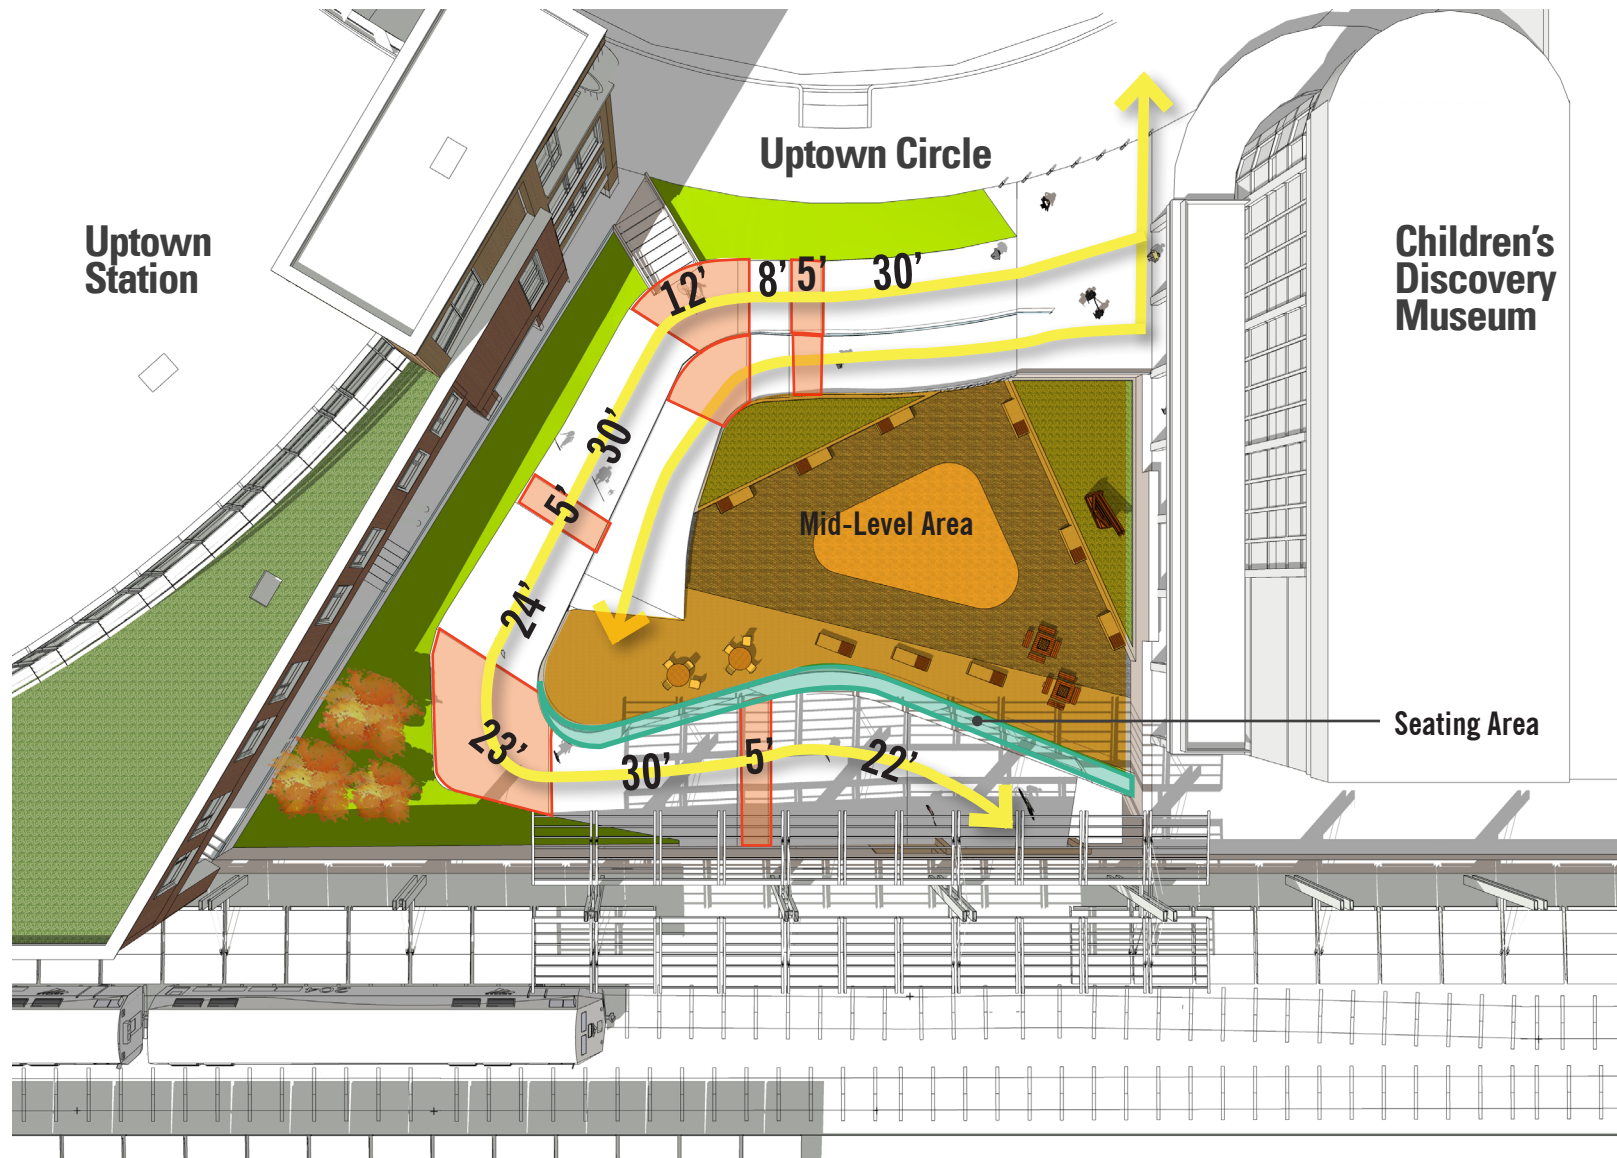 Uptown Circle
Uptown
Station
Children’s
Discovery
Museum
12’
8’
5’
30’
30’
5’
24’
23’
30’
5’
22’
Mid-Level Area
Seating Area